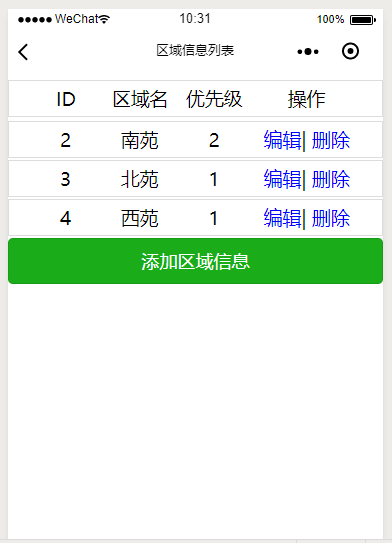 ●●●●● WeChat 10:31 100%
区域信息列表
ID 区域名 优先级 操作
2 南苑 2 编辑| 删除
3 北苑 1 编辑| 删除
4 西苑 1 编辑| 删除
添加区域信息